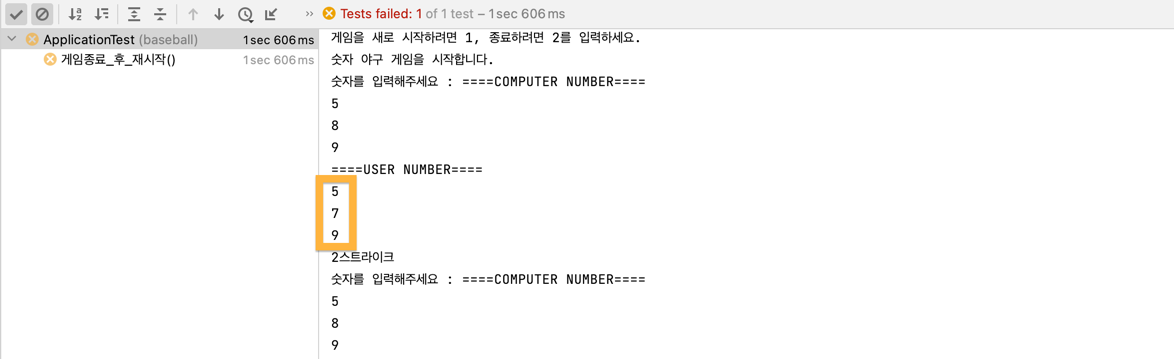 Tests failed: 1 of 1 test – 1 sec 606 ms
ApplicationTest (baseball) 1 sec 606 ms
게임종료_후_재시작() 1 sec 606 ms
게임을 새로 시작하려면 1, 종료하려면 2를 입력하세요.
숫자 야구 게임을 시작합니다.
숫자를 입력해주세요 : ====COMPUTER NUMBER====
5
8
9
====USER NUMBER====
5
7
9
2스트라이크
숫자를 입력해주세요 : ====COMPUTER NUMBER====
5
8
9